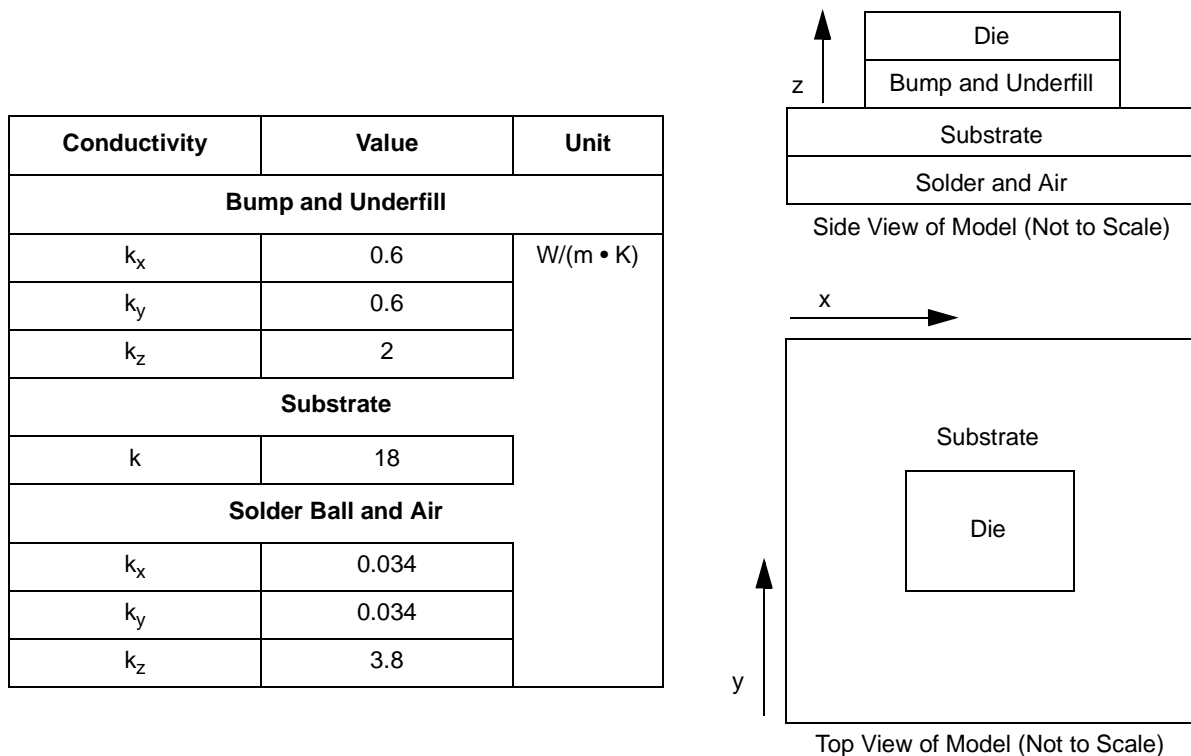 Conductivity Value Unit
Bump and Underfill
kx 0.6 W/(m • K)
ky 0.6
kz 2
Substrate
k 18
Solder Ball and Air
kx 0.034
ky 0.034
kz 3.8
z
Die
Bump and Underfill
Substrate
Solder and Air
Side View of Model (Not to Scale)
x
Substrate
Die
y
Top View of Model (Not to Scale)